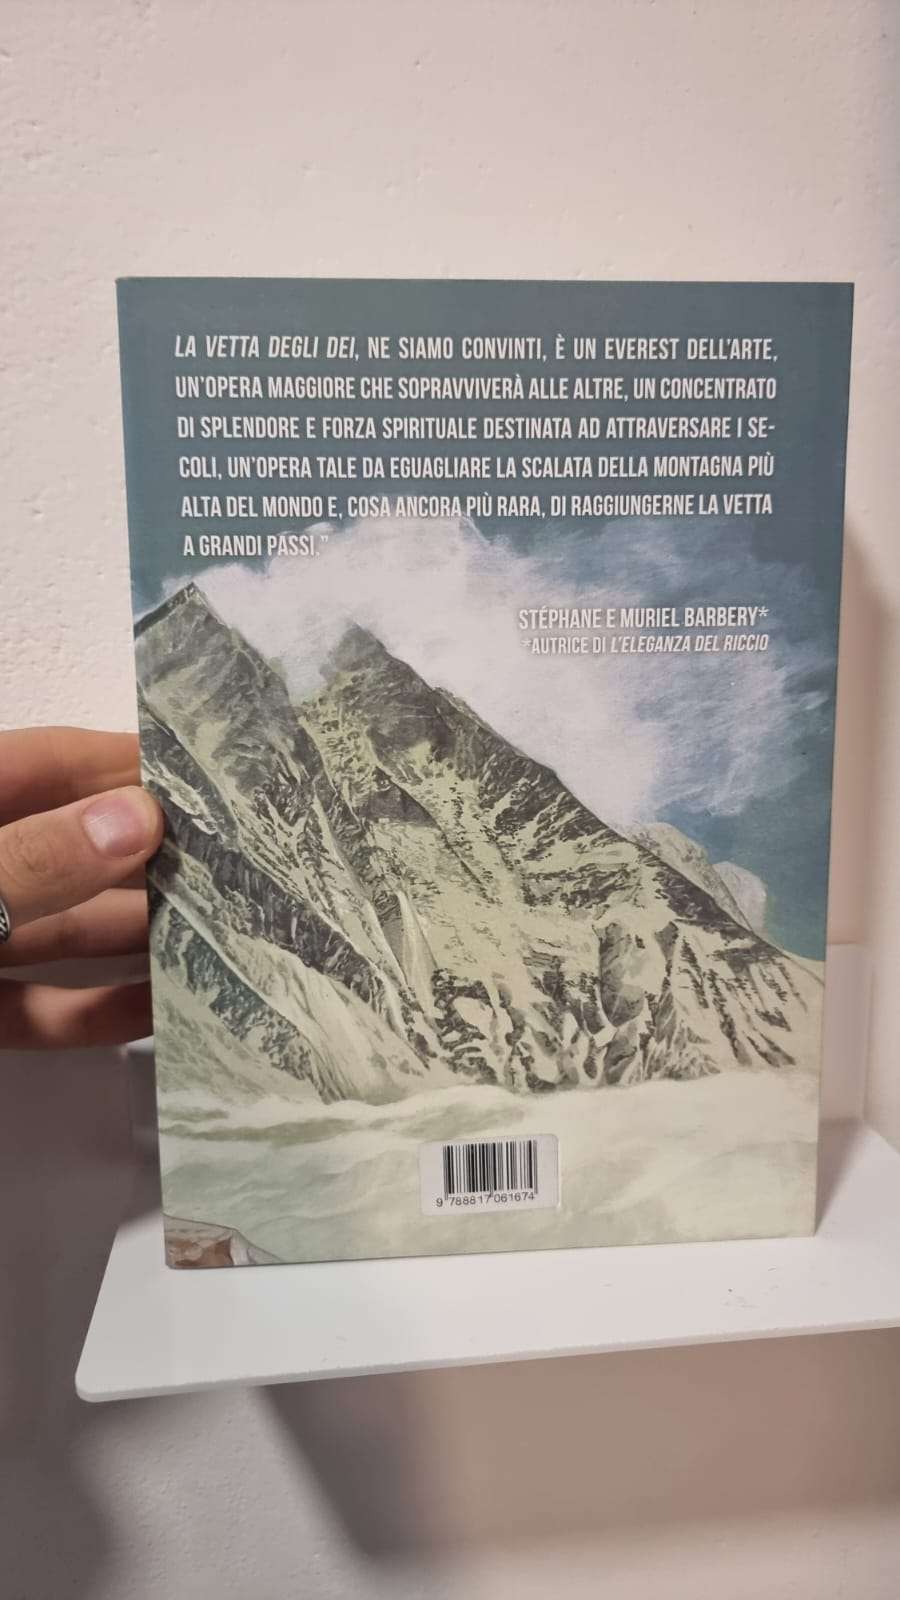 LA VETTA DEGLI DEI, NE SIAMO CONVINTI, È UN EVEREST DELL'ARTE,
UN'OPERA MAGGIORE CHE SOPRAVVIVERÀ ALLE ALTRE, UN CONCENTRATO
DI SPLENDORE E FORZA SPIRITUALE DESTINATA AD ATTRAVERSARE I SE-
COLI, UN'OPERA TALE DA EGUAGLIARE LA SCALATA DELLA MONTAGNA PIÙ
ALTA DEL MONDO E, COSA ANCORA PIÙ RARA, DI RAGGIUNGERNE LA VETTA
A GRANDI PASSI.”
STÉPHANE E MURIEL BARBERY*
*AUTRICE DI L'ELEGANZA DEL RICCIO
9 788817 061674